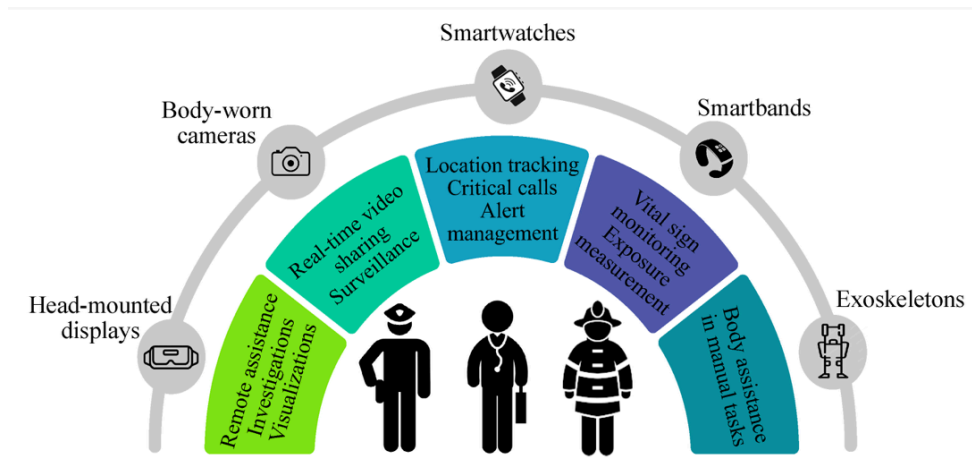 Smartwatches
Body-worn
cameras
Smartbands
Head-mounted
displays
Exoskeletons
Remote assistance
Investigations
Visualizations
Real-time video
sharing
Surveillance
Location tracking
Critical calls
Alert
management
Vital sign
monitoring
Exposure
measurement
Body assistance
in manual tasks